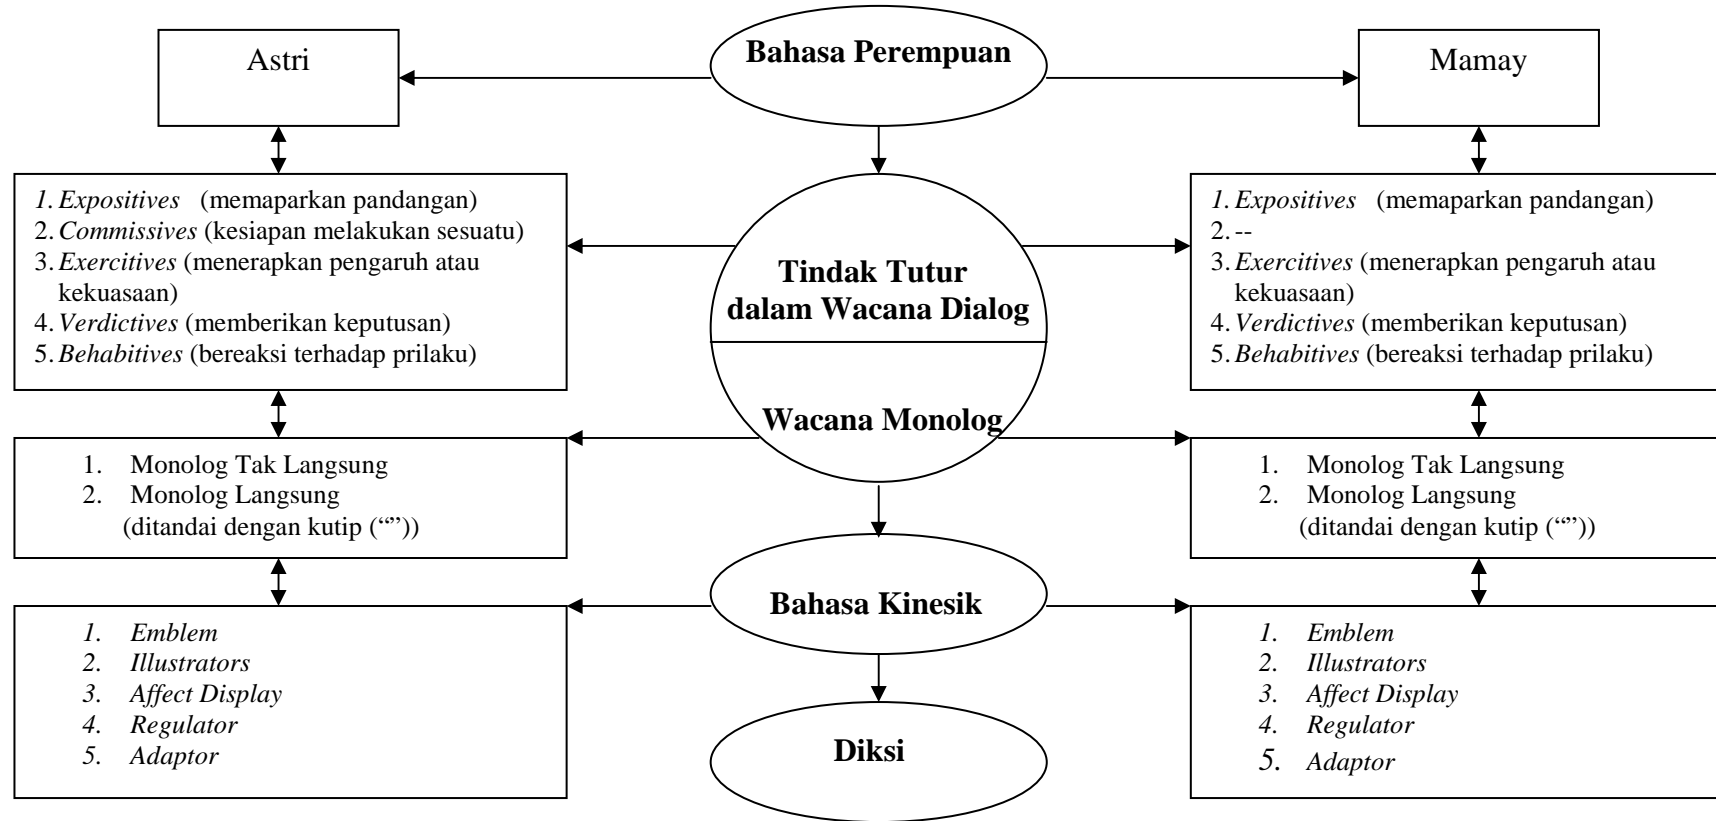 Astri
Bahasa Perempuan
Mamay
1. Expositives (memaparkan pandangan)
2. Commissives (kesiapan melakukan sesuatu)
3. Exercitives (menerapkan pengaruh atau
kekuasaan)
4. Verdictives (memberikan keputusan)
5. Behabitives (bereaksi terhadap prilaku)
Tindak Tutur
dalam Wacana Dialog
Wacana Monolog
1. Expositives (memaparkan pandangan)
2. --
3. Exercitives (menerapkan pengaruh atau
kekuasaan)
4. Verdictives (memberikan keputusan)
5. Behabitives (bereaksi terhadap prilaku)
1. Monolog Tak Langsung
2. Monolog Langsung
(ditandai dengan kutip (“”))
1. Monolog Tak Langsung
2. Monolog Langsung
(ditandai dengan kutip (“”))
Bahasa Kinesik
1. Emblem
2. Illustrators
3. Affect Display
4. Regulator
5. Adaptor
1. Emblem
2. Illustrators
3. Affect Display
4. Regulator
5. Adaptor
Diksi